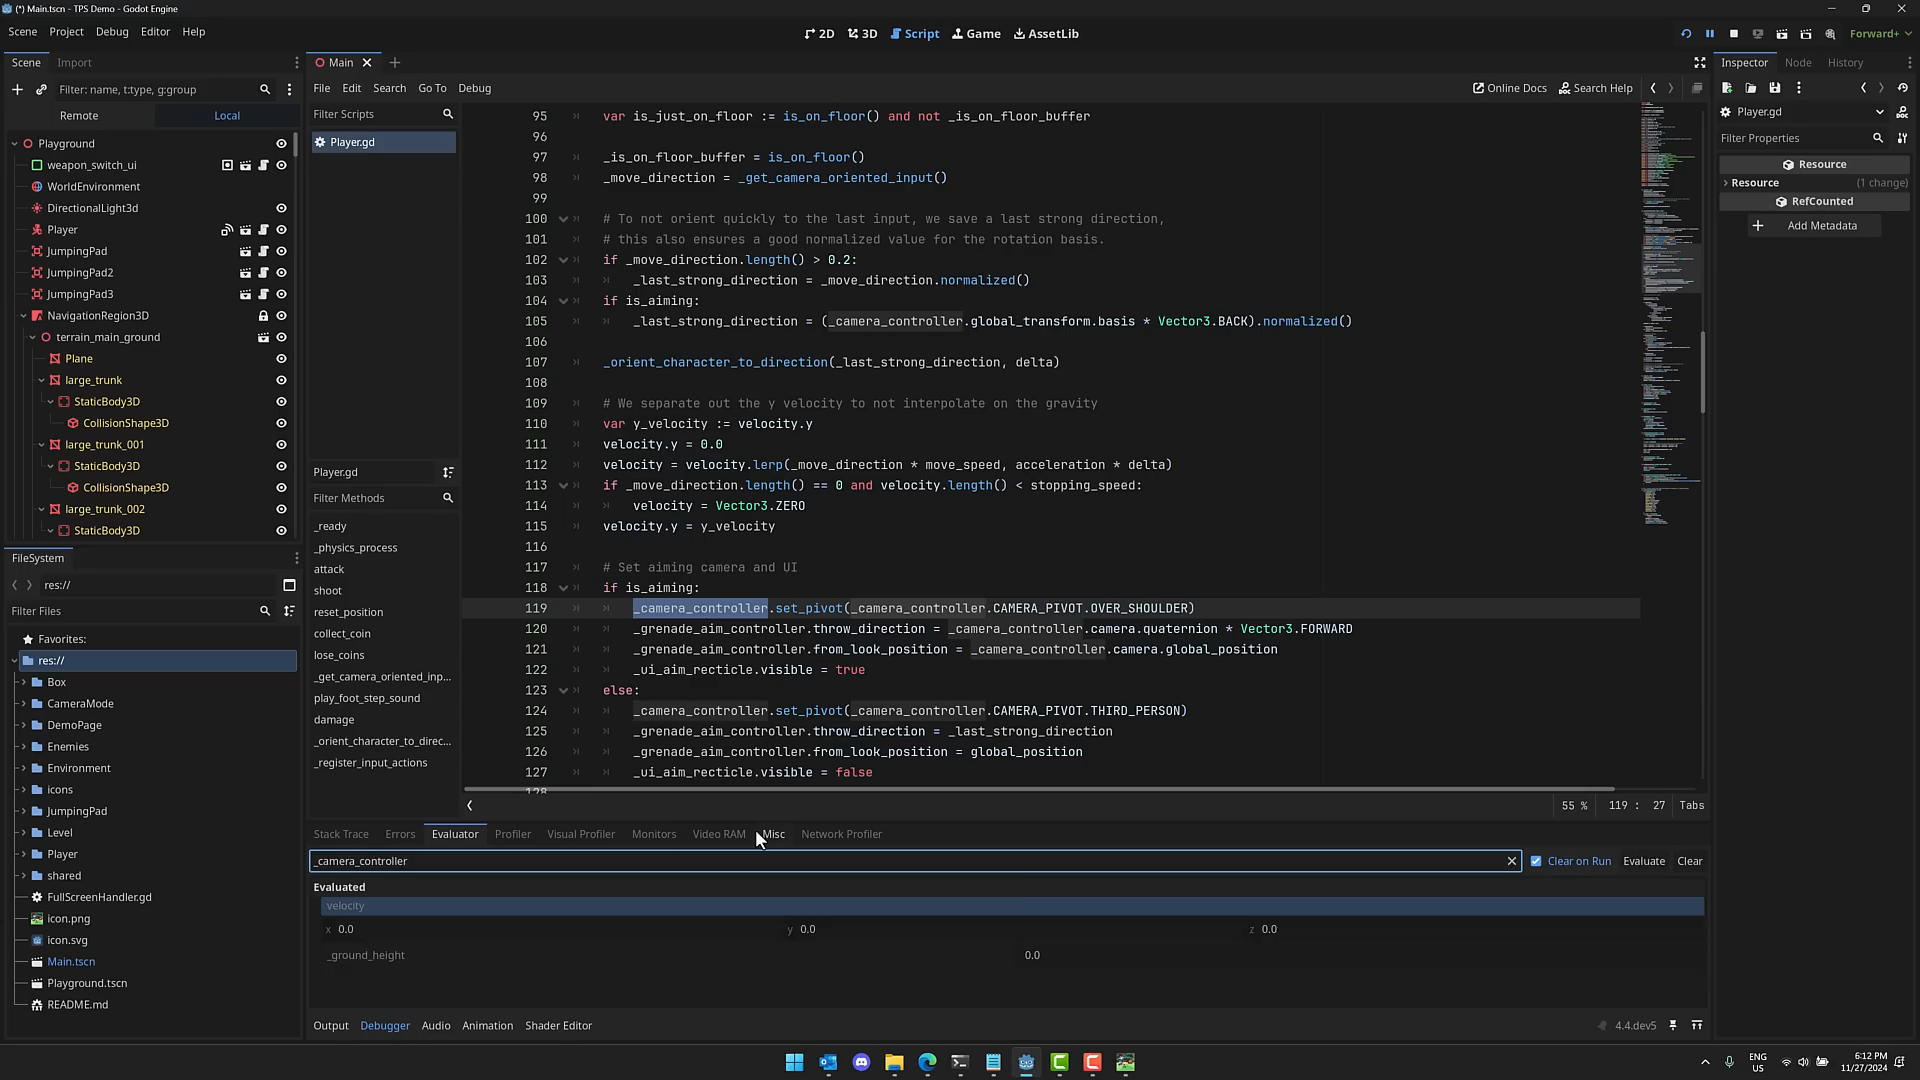 (*) Main.tscn - TPS Demo - Godot Engine
Scene Project Debug Editor Help
2D 3D Script Game AssetLib
Forward+
Scene Import
Filter: name, t:type, g:group
Remote Local
Playground
weapon_switch_ui
WorldEnvironment
DirectionalLight3d
Player
JumpingPad
JumpingPad2
JumpingPad3
NavigationRegion3D
terrain_main_ground
Plane
large_trunk
StaticBody3D
CollisionShape3D
large_trunk_001
StaticBody3D
CollisionShape3D
large_trunk_002
StaticBody3D
FileSystem
res://
Filter Files
Favorites:
res://
Box
CameraMode
DemoPage
Enemies
Environment
icons
JumpingPad
Level
Player
shared
FullScreenHandler.gd
icon.png
icon.svg
Main.tscn
Playground.tscn
README.md
Main
File Edit Search Go To Debug
Online Docs Search Help
Filter Scripts
Player.gd
Player.gd
Filter Methods
_ready
_physics_process
attack
shoot
reset_position
collect_coin
lose_coins
_get_camera_oriented_inp...
play_foot_step_sound
damage
_orient_character_to_direc...
_register_input_actions
95 var is_just_on_floor := is_on_floor() and not _is_on_floor_buffer
96
97 _is_on_floor_buffer = is_on_floor()
98 _move_direction = _get_camera_oriented_input()
99
100 # To not orient quickly to the last input, we save a last strong direction,
101 # this also ensures a good normalized value for the rotation basis.
102 if _move_direction.length() > 0.2:
103 _last_strong_direction = _move_direction.normalized()
104 if is_aiming:
105 _last_strong_direction = (_camera_controller.global_transform.basis * Vector3.BACK).normalized()
106
107 _orient_character_to_direction(_last_strong_direction, delta)
108
109 # We separate out the y velocity to not interpolate on the gravity
110 var y_velocity := velocity.y
111 velocity.y = 0.0
112 velocity = velocity.lerp(_move_direction * move_speed, acceleration * delta)
113 if _move_direction.length() == 0 and velocity.length() < stopping_speed:
114 velocity = Vector3.ZERO
115 velocity.y = y_velocity
116
117 # Set aiming camera and UI
118 if is_aiming:
119 _camera_controller.set_pivot(_camera_controller.CAMERA_PIVOT.OVER_SHOULDER)
120 _grenade_aim_controller.throw_direction = _camera_controller.camera.quaternion * Vector3.FORWARD
121 _grenade_aim_controller.from_look_position = _camera_controller.camera.global_position
122 _ui_aim_recticle.visible = true
123 else:
124 _camera_controller.set_pivot(_camera_controller.CAMERA_PIVOT.THIRD_PERSON)
125 _grenade_aim_controller.throw_direction = _last_strong_direction
126 _grenade_aim_controller.from_look_position = global_position
127 _ui_aim_recticle.visible = false
128
55 % 119 : 27 Tabs
Stack Trace Errors Evaluator Profiler Visual Profiler Monitors Video RAM Misc Network Profiler
_camera_controller
Clear on Run Evaluate Clear
Evaluated
velocity
x 0.0 y 0.0 z 0.0
_ground_height 0.0
Output Debugger Audio Animation Shader Editor
4.4.dev5
Inspector Node History
Player.gd
Filter Properties
Resource
Resource (1 change)
RefCounted
Add Metadata
ENG
US
6:12 PM
11/27/2024